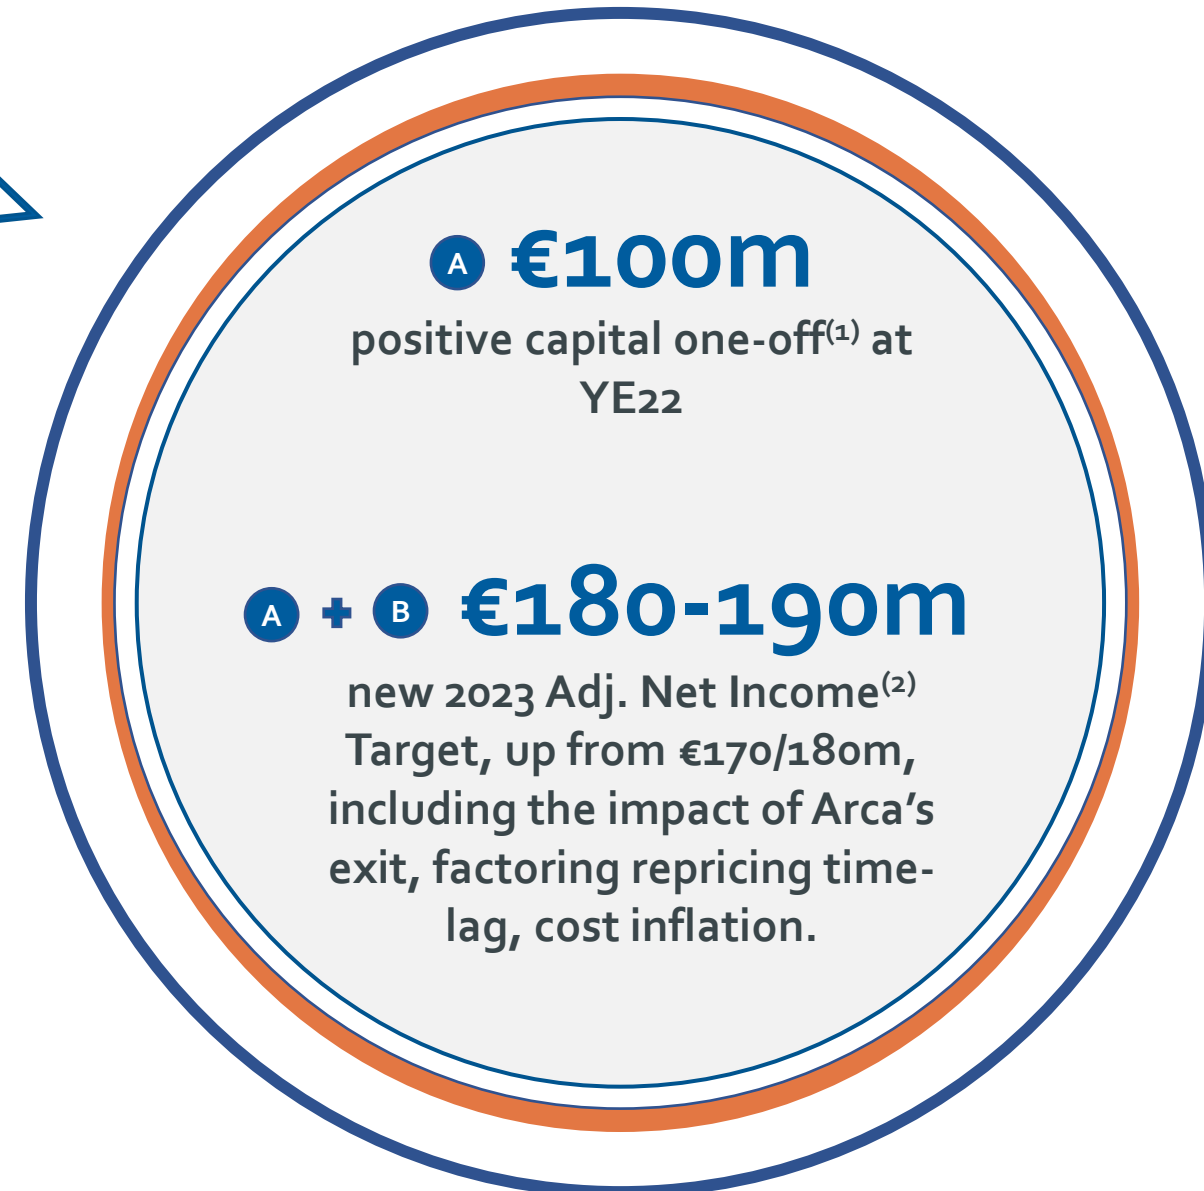 A €100m
positive capital one-off(1) at
YE22
A + B €180-190m
new 2023 Adj. Net Income(2)
Target, up from €170/180m,
including the impact of Arca’s
exit, factoring repricing time-
lag, cost inflation.